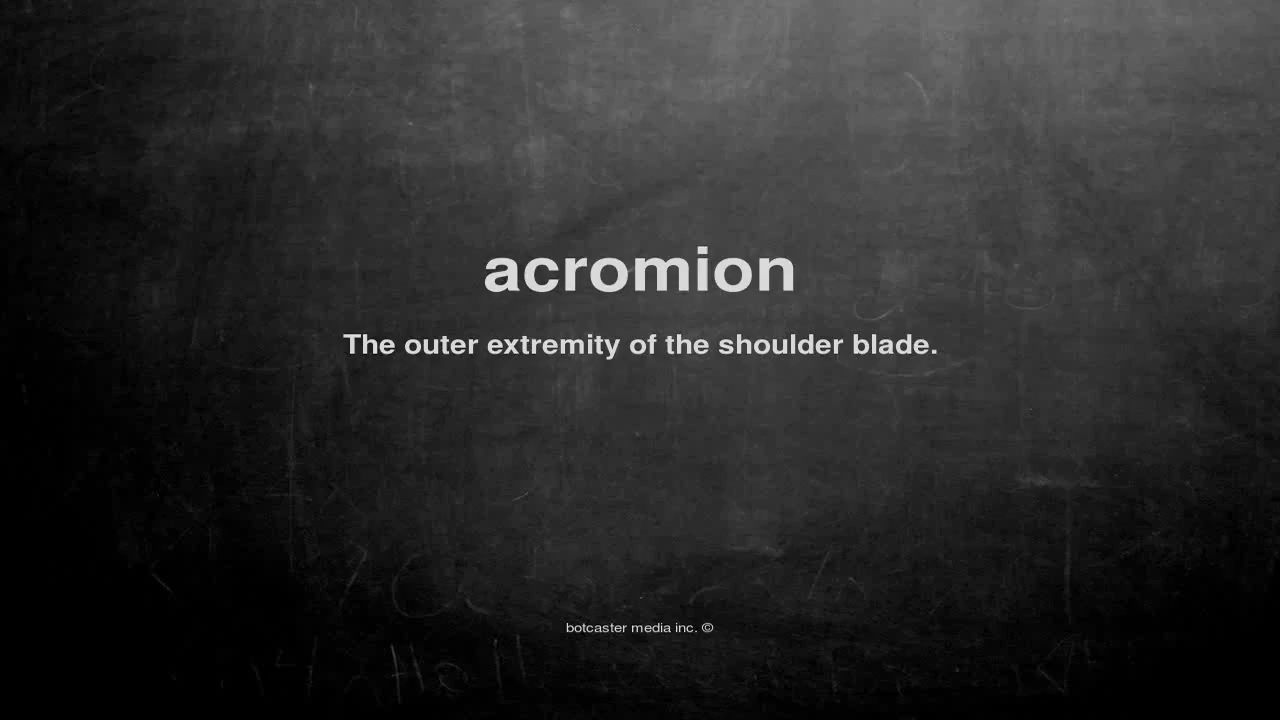 acromion
The outer extremity of the shoulder blade.
botcaster media inc. ©